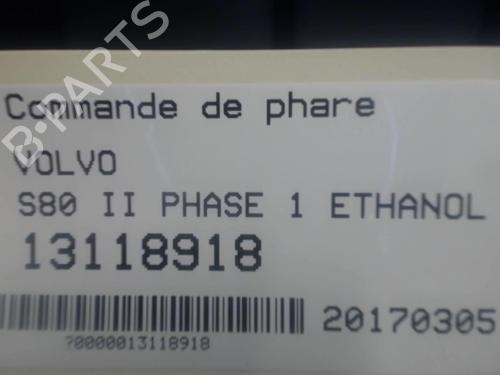 Commande de phare
VOLVO
S80 II PHASE 1 ETHANOL
13118918
20170305
?0000013118918
B-PARTS